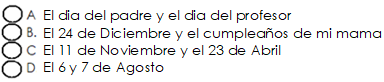 A El dia del padre y el dia del profesor
B. El 24 de Diciembre y el cumpleaños de mi mama
C El 11 de Noviembre y el 23 de Abril
D El 6 y 7 de Agosto